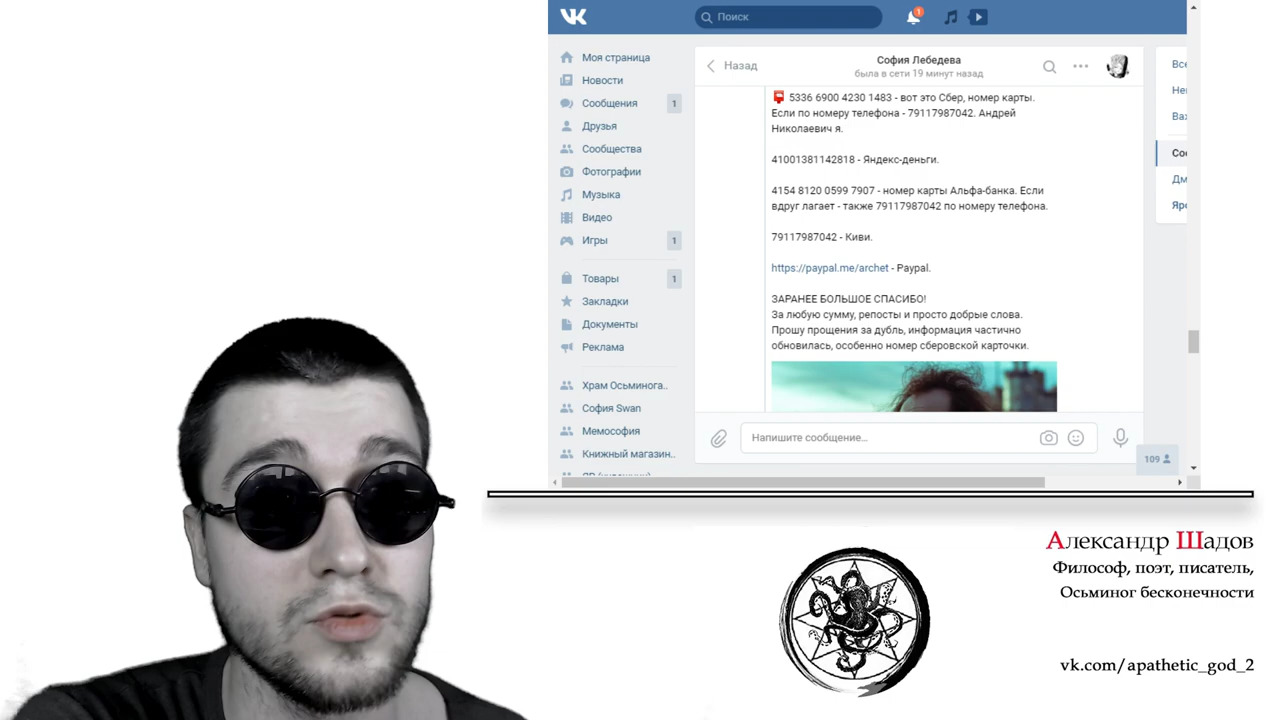 Поиск
1
Моя страница
Новости
Сообщения 1
Друзья
Сообщества
Фотографии
Музыка
Видео
Игры 1
Товары 1
Закладки
Документы
Реклама
Храм Осьминога..
София Swan
Мемософия
Книжный магазин..
Назад
София Лебедева
была в сети 19 минут назад
5336 6900 4230 1483 - вот это Сбер, номер карты.
Если по номеру телефона - 79117987042. Андрей
Николаевич я.
41001381142818 - Яндекс-деньги.
4154 8120 0599 7907 - номер карты Альфа-банка. Если
вдруг лагает - также 79117987042 по номеру телефона.
79117987042 - Киви.
https://paypal.me/archet - Paypal.
ЗАРАНЕЕ БОЛЬШОЕ СПАСИБО!
За любую сумму, репосты и просто добрые слова.
Прошу прощения за дубль, информация частично
обновилась, особенно номер сберовской карточки.
Напишите сообщение...
109
Александр Шадов
Философ, поэт, писатель,
Осьминог бесконечности
vk.com/apathetic_god_2